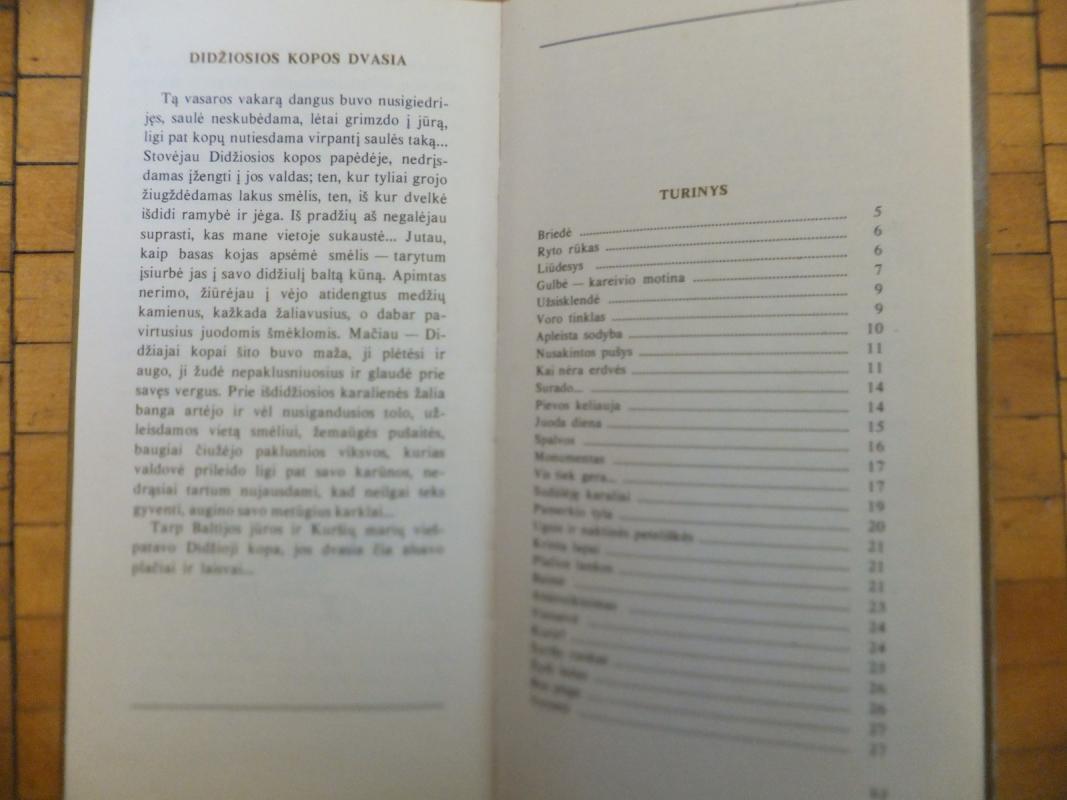 DIDŽIOSIOS KOPOS DVASIA
Tą vasaros vakarą dangus buvo nusigiedri-
jęs, saulė neskubėdama, lėtai grimzdo į jūrą,
ligi pat kopų nutiesdama virpantį saulės taką...
Stovėjau Didžiosios kopos papėdėje, nedrįs-
damas įžengti į jos valdas; ten, kur tyliai grojo
žiugždėdamas lakus smėlis, ten, iš kur dvelkė
išdidi ramybė ir jėga. Iš pradžių aš negalėjau
suprasti, kas mane vietoje sukaustė... Jutau,
kaip basas kojas apsėmė smėlis — tarytum
įsiurbė jas į savo didžiulį baltą kūną. Apimtas
nerimo, žiūrėjau į vėjo atidengtus medžių
kamienus, kažkada žaliavusius, o dabar pa-
virtusius juodomis šmėklomis. Mačiau — Di-
džiajai kopai šito buvo maža, ji plėtėsi ir
augo, ji žudė nepaklusniuosius ir glaudė prie
savęs vergus. Prie išdidžiosios karalienės žalia
banga artėjo ir vėl nusigandusios tolo, už-
leisdamos vietą smėliui, žemaūgės pušaitės,
baugiai čiužėjo paklusnios viksvos, kurias
valdovė prileido ligi pat savo karūnos, ne-
drąsiai tartum nujausdami, kad neilgai teks
gyventi, augino savo metūgius karklai...
Tarp Baltijos jūros ir Kuršių marių vieš-
patavo Didžioji kopa, jos dvasia čia alsavo
plačiai ir laisvai...
TURINYS
Briedė 5
Ryto rūkas 6
Liūdesys 6
Gulbė — kareivio motina 7
Užsisklendė 9
Voro tinklas 9
Apleista sodyba 10
Nusakintos pušys 11
Kai nėra erdvės 11
Surado... 14
Pievos keliauja 14
Juoda diena 15
Spalvos 16
Monumentas 17
Vis tiek gera... 17
karaliai 19
Pamerkio tyla 20
Ugnis ir naktinės peteliškės 21
Krinta lapai 21
Plačios lankos 21
23
24
24
25
26
26
27
27